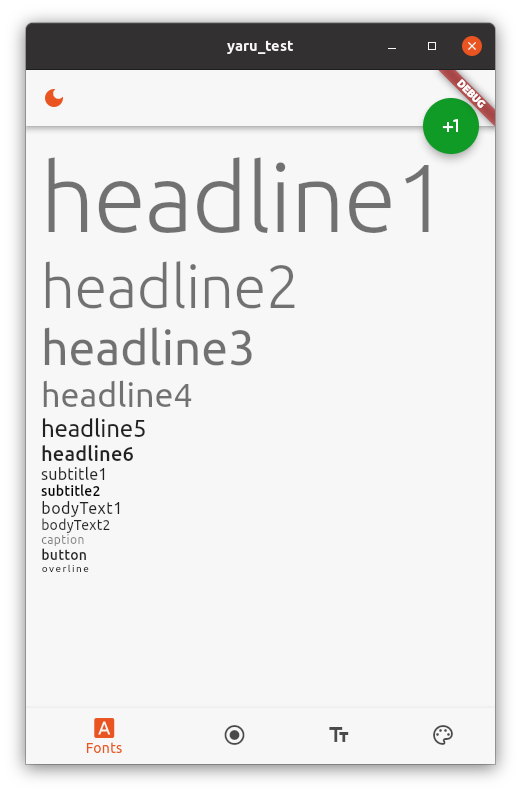 yaru_test
DEBUG
+1
headline1
headline2
headline3
headline4
headline5
headline6
subtitle1
subtitle2
bodyText1
bodyText2
caption
button
overline
Fonts